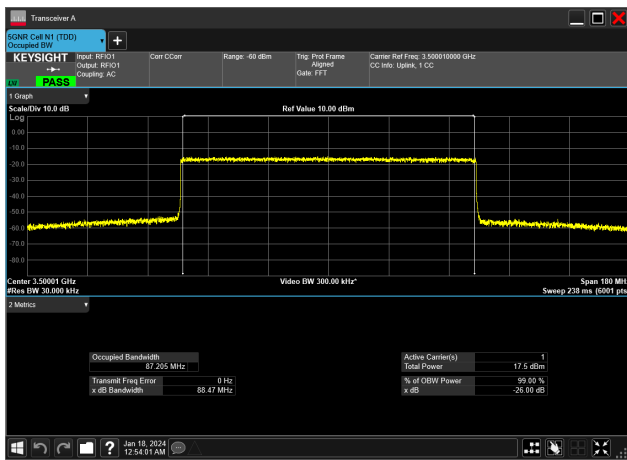 Transceiver A
5GNR Cell N1 (TDD)
Occupied BW
KEYSIGHT
LXI
PASS
Input: RFIO1
Output: RFIO1
Coupling: AC
Corr CCorr
Range: -60 dBm
Trig: Prot Frame
Aligned
Gate: FFT
Carrier Ref Freq: 3.500010000 GHz
CC Info: Uplink, 1 CC
1 Graph
Scale/Div 10.0 dB
Ref Value 10.00 dBm
Log
0.00
-10.0
-20.0
-30.0
-40.0
-50.0
-60.0
-70.0
-80.0
Center 3.50001 GHz
Video BW 300.00 kHz*
Span 180 MHz
#Res BW 30.000 kHz
Sweep 238 ms (6001 pts
2 Metrics
Occupied Bandwidth
87.205 MHz
Active Carrier(s) 1
Total Power 17.5 dBm
Transmit Freq Error 0 Hz
x dB Bandwidth 88.47 MHz
% of OBW Power 99.00 %
x dB -26.00 dB
Jan 18, 2024
12:54:01 AM